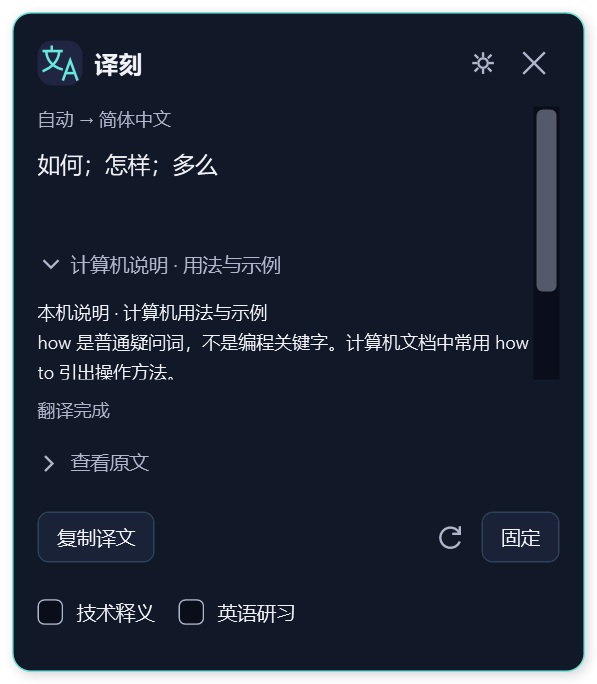 文A 译刻
自动 → 简体中文
如何；怎样；多么
计算机说明 · 用法与示例
本机说明 · 计算机用法与示例
how 是普通疑问词，不是编程关键字。计算机文档中常用 how
to 引出操作方法。
翻译完成
查看原文
复制译文
固定
技术释义
英语研习